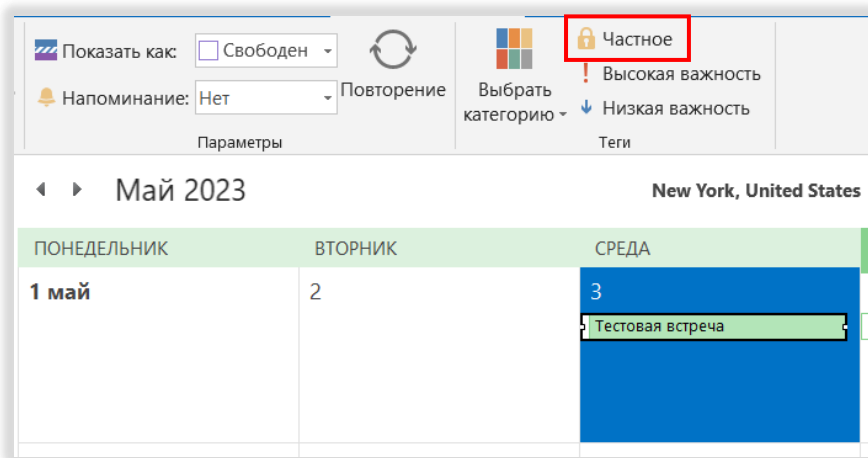 Показать как: Свободен
Напоминание: Нет
Повторение
Выбрать
категорию
Частное
Высокая важность
Низкая важность
Параметры
Теги
Май 2023
New York, United States
ПОНЕДЕЛЬНИК ВТОРНИК СРЕДА
1 май 2 3
Тестовая встреча